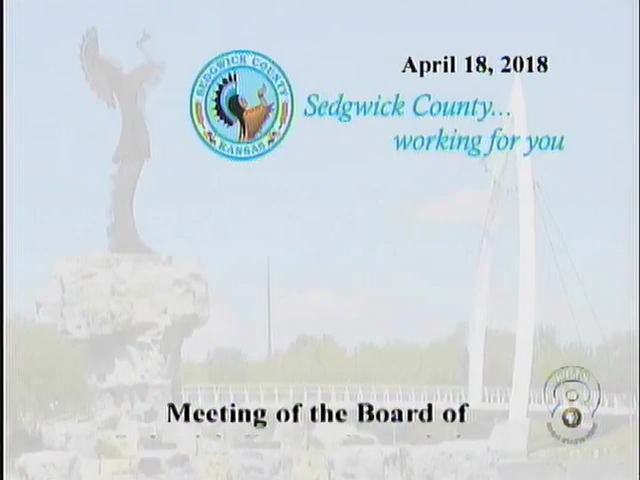 April 18, 2018
SEDGWICK COUNTY
KANSAS
Sedgwick County...
working for you
Meeting of the Board of